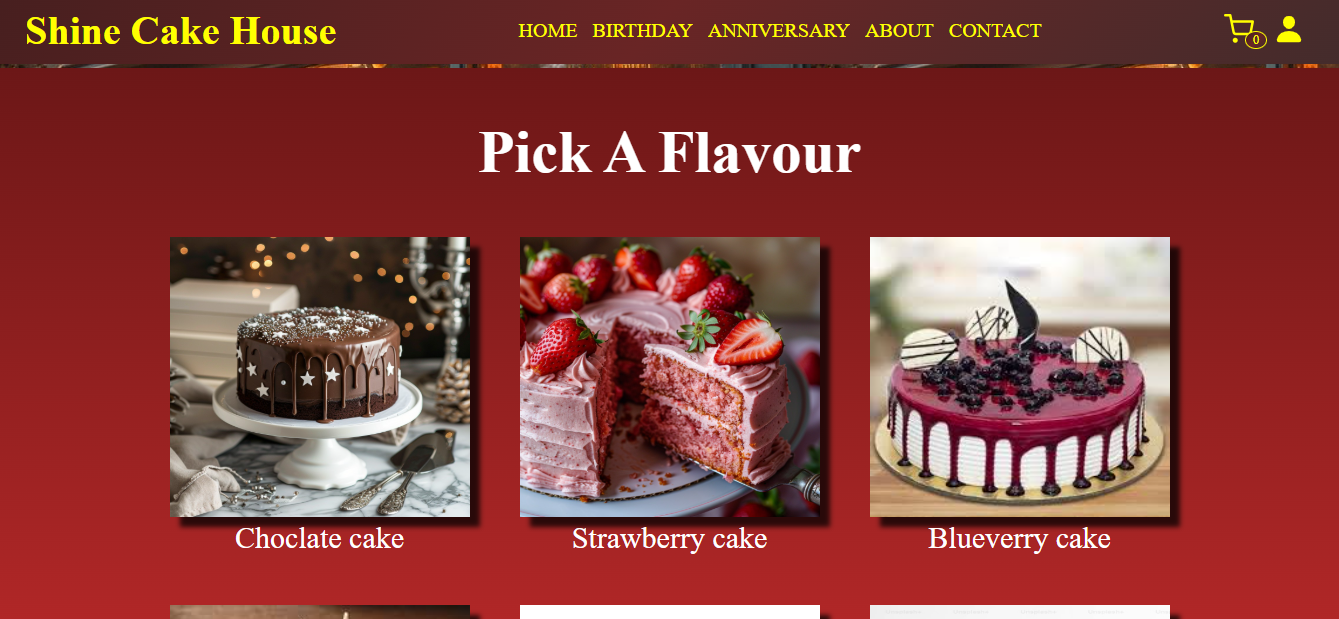 Shine Cake House
HOME BIRTHDAY ANNIVERSARY ABOUT CONTACT
0
Pick A Flavour
Choclate cake
Strawberry cake
Blueverry cake